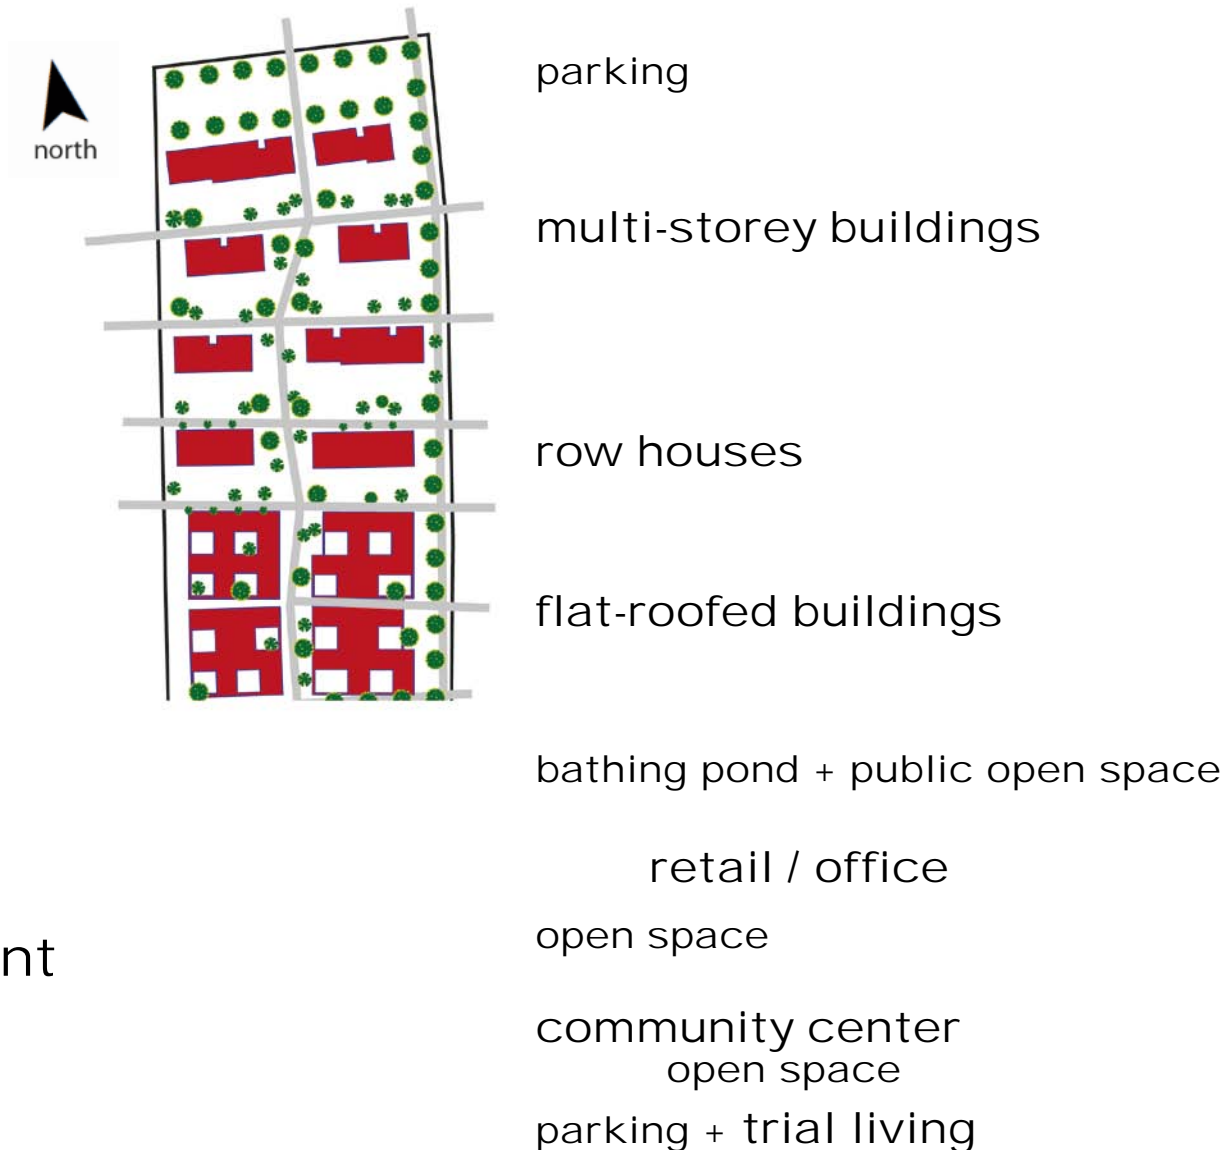 parking
north
multi-storey buildings
row houses
flat-roofed buildings
bathing pond + public open space
retail / office
open space
nt
community center
open space
parking + trial living